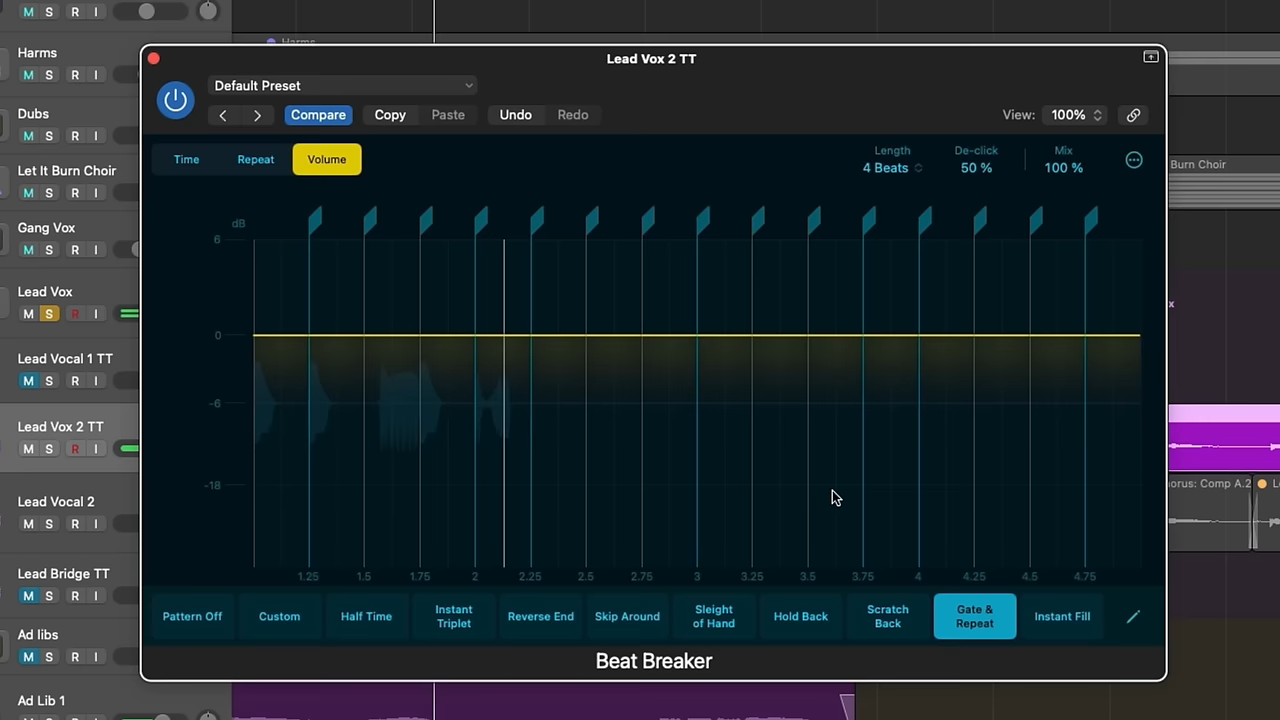 M S
Harms
M S R I
Dubs
M S R I
Let It Burn Choir
M S R I
Gang Vox
M S R I
Lead Vox
M S R I
Lead Vocal 1 TT
M S R I
Lead Vox 2 TT
M S R I
Lead Vocal 2
M S R I
Lead Bridge TT
M S R I
Ad libs
M S R I
Ad Lib 1
M S R I
Harms
Lead Vox 2 TT
Default Preset
Compare Copy Paste Undo Redo
View: 100%
Time Repeat Volume
Length De-click Mix
4 Beats 50 % 100 %
dB
6
0
-6
-18
1.25 1.5 1.75 2 2.25 2.5 2.75 3 3.25 3.5 3.75 4 4.25 4.5 4.75
Pattern Off
Custom
Half Time
Instant
Triplet
Reverse End
Skip Around
Sleight
of Hand
Hold Back
Scratch
Back
Gate &
Repeat
Instant Fill
Beat Breaker
Burn Choir
x
orus: Comp A.2